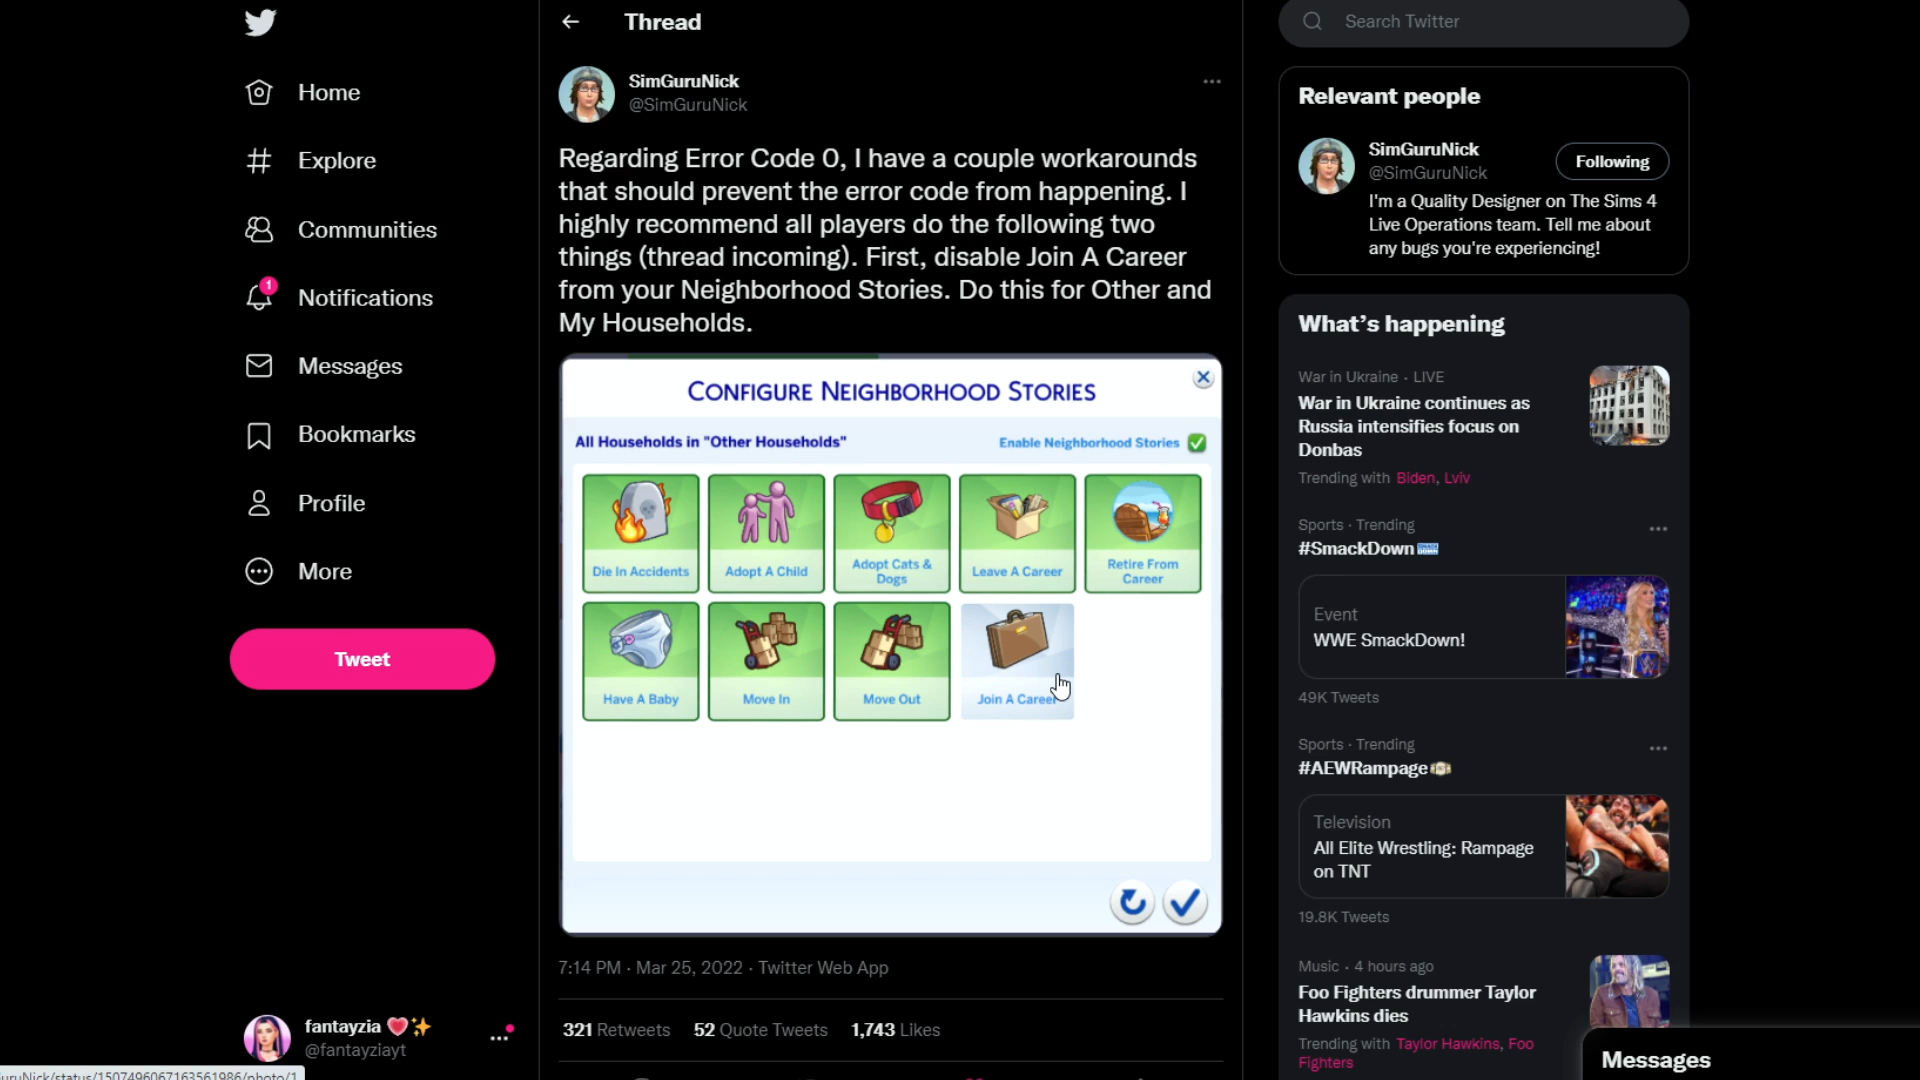 Home
Explore
Communities
1
Notifications
Messages
Bookmarks
Profile
More
Tweet
fantayzia
@fantayziayt
uruNick/status/1507496067163561986/photo/1
Thread
SimGuruNick
@SimGuruNick
Regarding Error Code 0, I have a couple workarounds
that should prevent the error code from happening. I
highly recommend all players do the following two
things (thread incoming). First, disable Join A Career
from your Neighborhood Stories. Do this for Other and
My Households.
CONFIGURE NEIGHBORHOOD STORIES
All Households in "Other Households"
Enable Neighborhood Stories
Die In Accidents
Adopt A Child
Adopt Cats &
Dogs
Leave A Career
Retire From
Career
Have A Baby
Move In
Move Out
Join A Career
7:14 PM · Mar 25, 2022 · Twitter Web App
321 Retweets 52 Quote Tweets 1,743 Likes
Search Twitter
Relevant people
SimGuruNick
@SimGuruNick
Following
I'm a Quality Designer on The Sims 4
Live Operations team. Tell me about
any bugs you're experiencing!
What's happening
War in Ukraine · LIVE
War in Ukraine continues as
Russia intensifies focus on
Donbas
Trending with Biden, Lviv
Sports · Trending
#SmackDown
Event
WWE SmackDown!
49K Tweets
Sports · Trending
#AEWRampage
Television
All Elite Wrestling: Rampage
on TNT
19.8K Tweets
Music · 4 hours ago
Foo Fighters drummer Taylor
Hawkins dies
Trending with Taylor Hawkins, Foo
Fighters
Messages